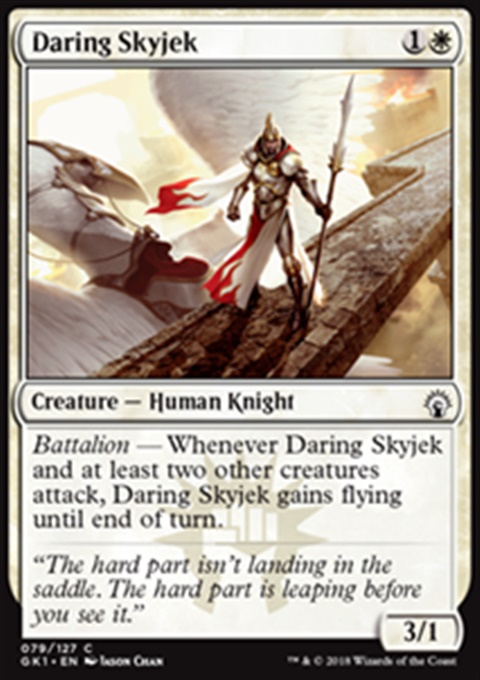 Daring Skyjek 1
Creature — Human Knight
Battalion — Whenever Daring Skyjek
and at least two other creatures
attack, Daring Skyjek gains flying
until end of turn.
“The hard part isn’t landing in the
saddle. The hard part is leaping before
you see it.”
3/1
079/127 C
GK1 • EN Jason Chan
™ & © 2018 Wizards of the Coast